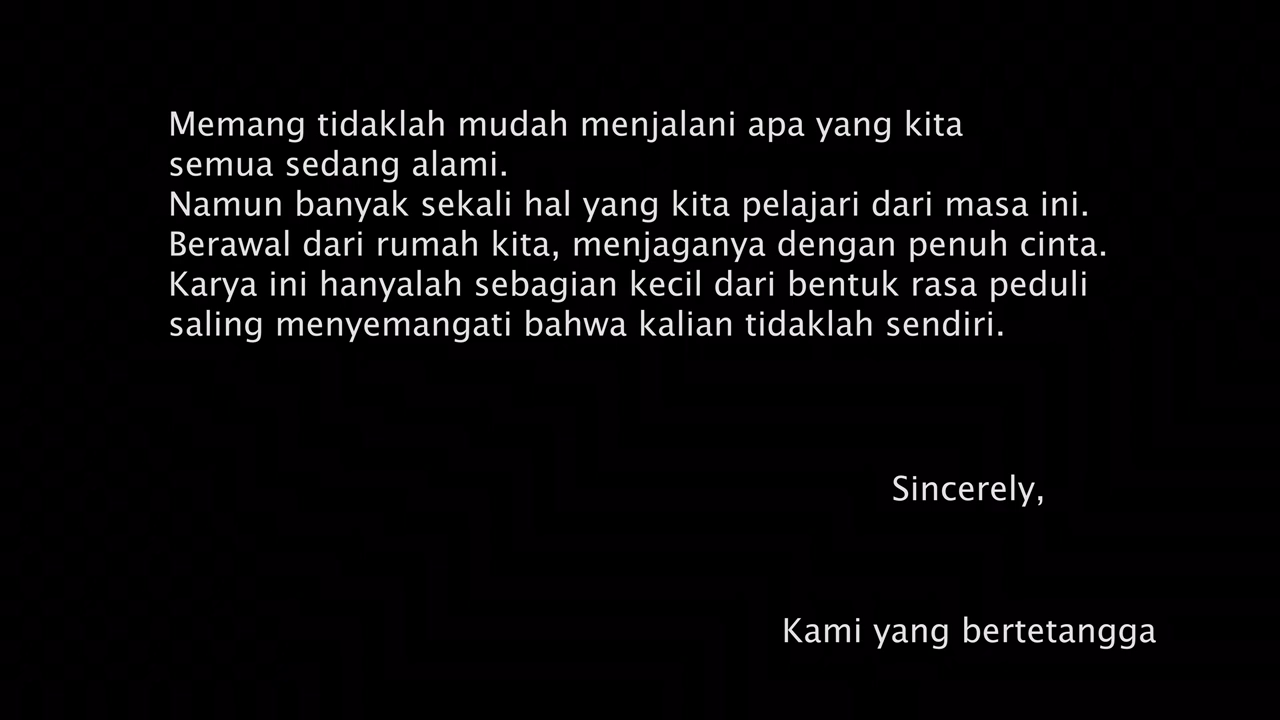 Memang tidaklah mudah menjalani apa yang kita
semua sedang alami.
Namun banyak sekali hal yang kita pelajari dari masa ini.
Berawal dari rumah kita, menjaganya dengan penuh cinta.
Karya ini hanyalah sebagian kecil dari bentuk rasa peduli
saling menyemangati bahwa kalian tidaklah sendiri.
Sincerely,
Kami yang bertetangga